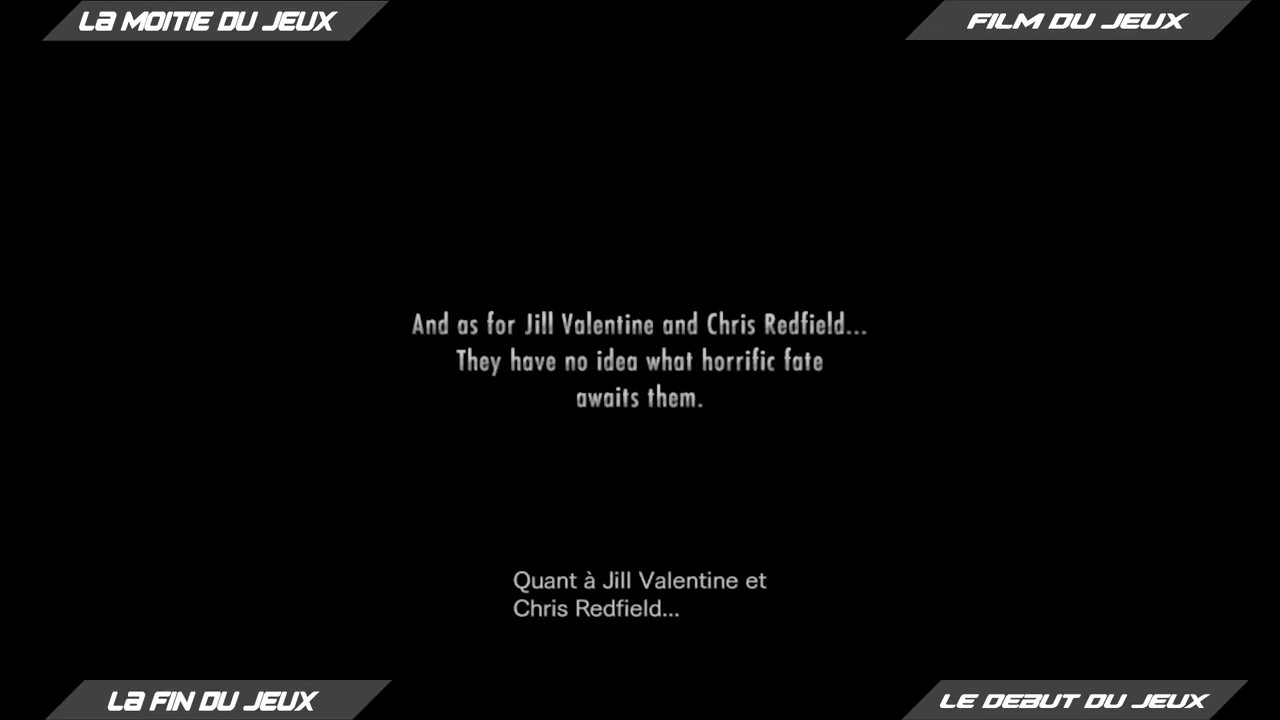 LA MOITIE DU JEUX
FILM DU JEUX
And as for Jill Valentine and Chris Redfield...
They have no idea what horrific fate
awaits them.
Quant à Jill Valentine et
Chris Redfield...
LA FIN DU JEUX
LE DEBUT DU JEUX